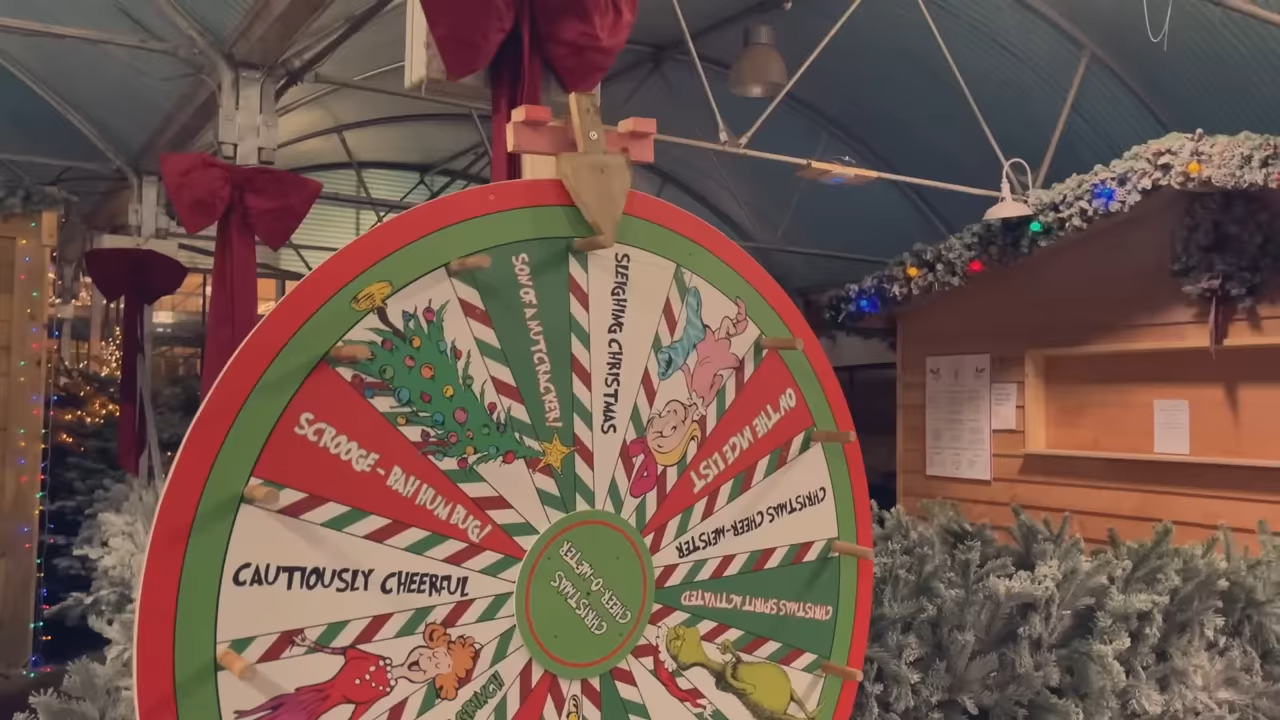 SON OF A NUTCRACKER!
SLEIGHING CHRISTMAS
ON THE NICE LIST
CHRISTMAS CHEER-MEISTER
CHRISTMAS SPIRIT ACTIVATED
SCROOGE - BAH HUM BUG!
CAUTIOUSLY CHEERFUL
GRINCH
CHRISTMAS
CHEER-O-METER